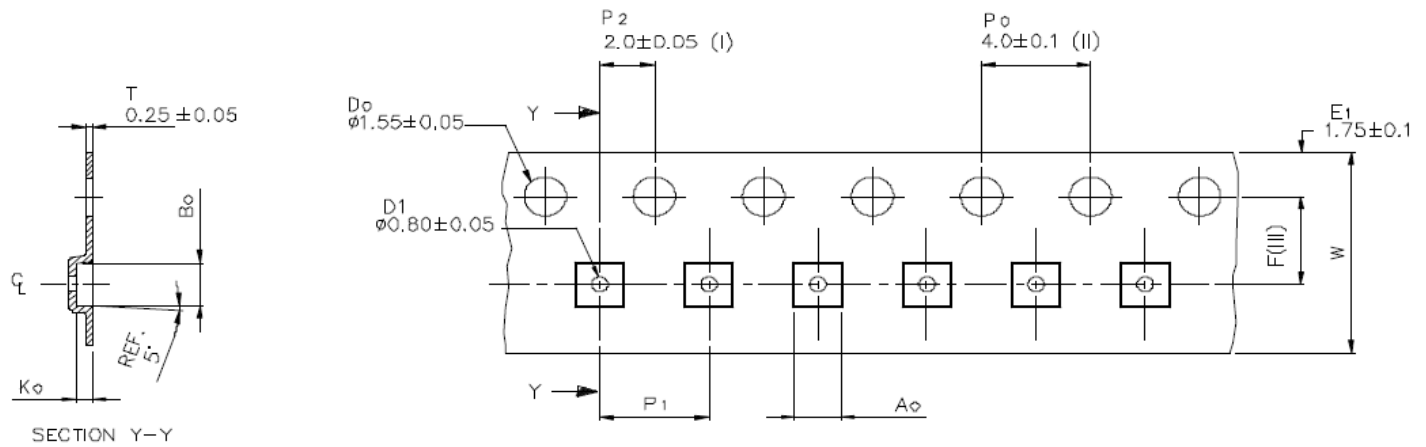 P2
2.0±0.05 (I)
Po
4.0±0.1 (II)
T
0.25±0.05
Do
ø1.55±0.05
Y
E1
1.75±0.1
Bo
D1
ø0.80±0.05
F(III)
W
℄
REF.
5°
Ko
Y
P1
Ao
SECTION Y-Y